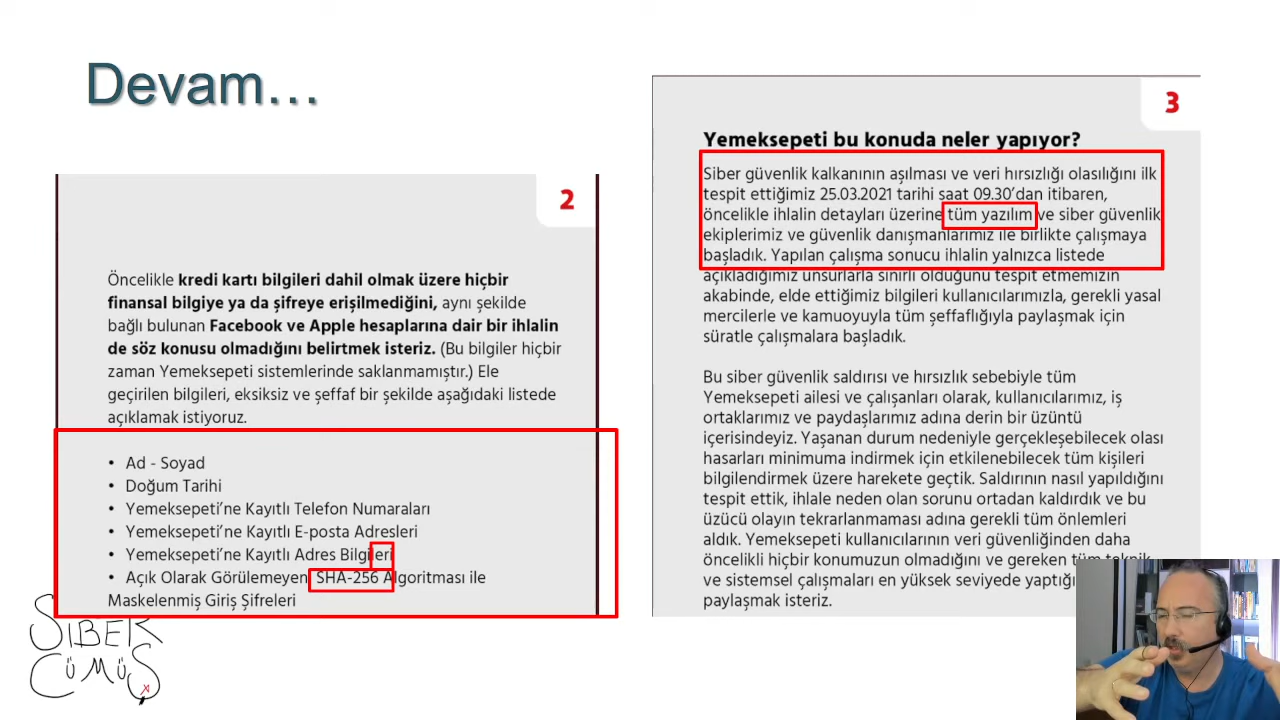 Devam…
2
Öncelikle kredi kartı bilgileri dahil olmak üzere hiçbir
finansal bilgiye ya da şifreye erişilmediğini, aynı şekilde
bağlı bulunan Facebook ve Apple hesaplarına dair bir ihlalin
de söz konusu olmadığını belirtmek isteriz. (Bu bilgiler hiçbir
zaman Yemeksepeti sistemlerinde saklanmamıştır.) Ele
geçirilen bilgileri, eksiksiz ve şeffaf bir şekilde aşağıdaki listede
açıklamak istiyoruz.
• Ad - Soyad
• Doğum Tarihi
• Yemeksepeti’ne Kayıtlı Telefon Numaraları
• Yemeksepeti’ne Kayıtlı E-posta Adresleri
• Yemeksepeti’ne Kayıtlı Adres Bilgileri
• Açık Olarak Görülemeyen SHA-256 Algoritması ile
Maskelenmiş Giriş Şifreleri
SIBER
CÜMÜŞ
3
Yemeksepeti bu konuda neler yapıyor?
Siber güvenlik kalkanının aşılması ve veri hırsızlığı olasılığını ilk
tespit ettiğimiz 25.03.2021 tarihi saat 09.30’dan itibaren,
öncelikle ihlalin detayları üzerine tüm yazılım ve siber güvenlik
ekiplerimiz ve güvenlik danışmanlarımız ile birlikte çalışmaya
başladık. Yapılan çalışma sonucu ihlalin yalnızca listede
açıkladığımız unsurlarla sınırlı olduğunu tespit etmemizin
akabinde, elde ettiğimiz bilgileri kullanıcılarımızla, gerekli yasal
mercilerle ve kamuoyuyla tüm şeffaflığıyla paylaşmak için
süratle çalışmalara başladık.
Bu siber güvenlik saldırısı ve hırsızlık sebebiyle tüm
Yemeksepeti ailesi ve çalışanları olarak, kullanıcılarımız, iş
ortaklarımız ve paydaşlarımız adına derin bir üzüntü
içerisindeyiz. Yaşanan durum nedeniyle gerçekleşebilecek olası
hasarları minimuma indirmek için etkilenebilecek tüm kişileri
bilgilendirmek üzere harekete geçtik. Saldırının nasıl yapıldığını
tespit ettik, ihlale neden olan sorunu ortadan kaldırdık ve bu
üzücü olayın tekrarlanmaması adına gerekli tüm önlemleri
aldık. Yemeksepeti kullanıcılarının veri güvenliğinden daha
öncelikli hiçbir konumuzun olmadığını ve gereken tüm teknik
ve sistemsel çalışmaları en yüksek seviyede
paylaşmak isteriz.